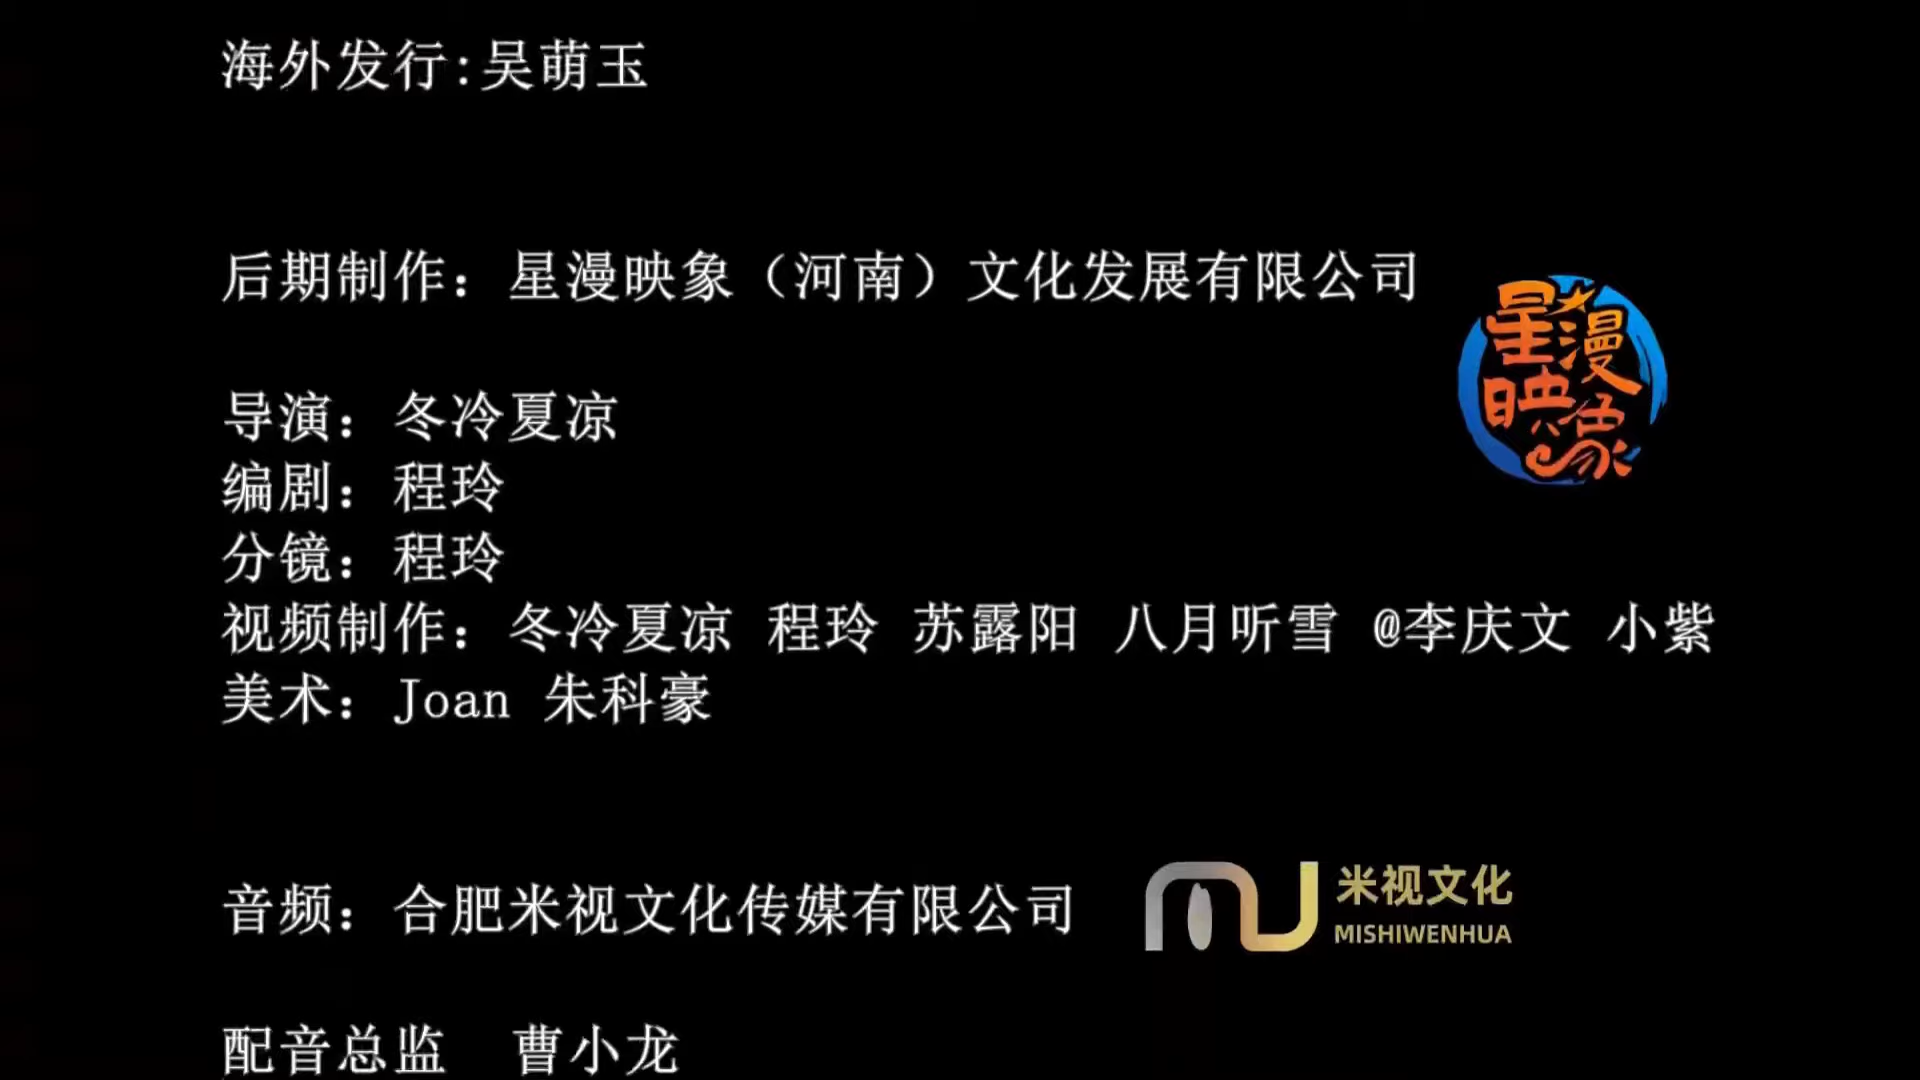 海外发行:吴萌玉
后期制作：星漫映象（河南）文化发展有限公司
星漫
映象
导演：冬冷夏凉
编剧：程玲
分镜：程玲
视频制作：冬冷夏凉 程玲 苏露阳 八月听雪 @李庆文 小紫
美术：Joan 朱科豪
音频：合肥米视文化传媒有限公司
米视文化
MISHIWENHUA
配音总监 曹小龙